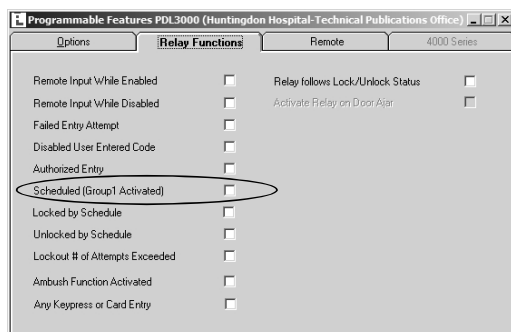 Programmable Features PDL3000 (Huntingdon Hospital-Technical Publications Office)
Options Relay Functions Remote 4000 Series
Remote Input While Enabled
Remote Input While Disabled
Failed Entry Attempt
Disabled User Entered Code
Authorized Entry
Scheduled (Group1 Activated)
Locked by Schedule
Unlocked by Schedule
Lockout # of Attempts Exceeded
Ambush Function Activated
Any Keypress or Card Entry
Relay follows Lock/Unlock Status
Activate Relay on Door Ajar